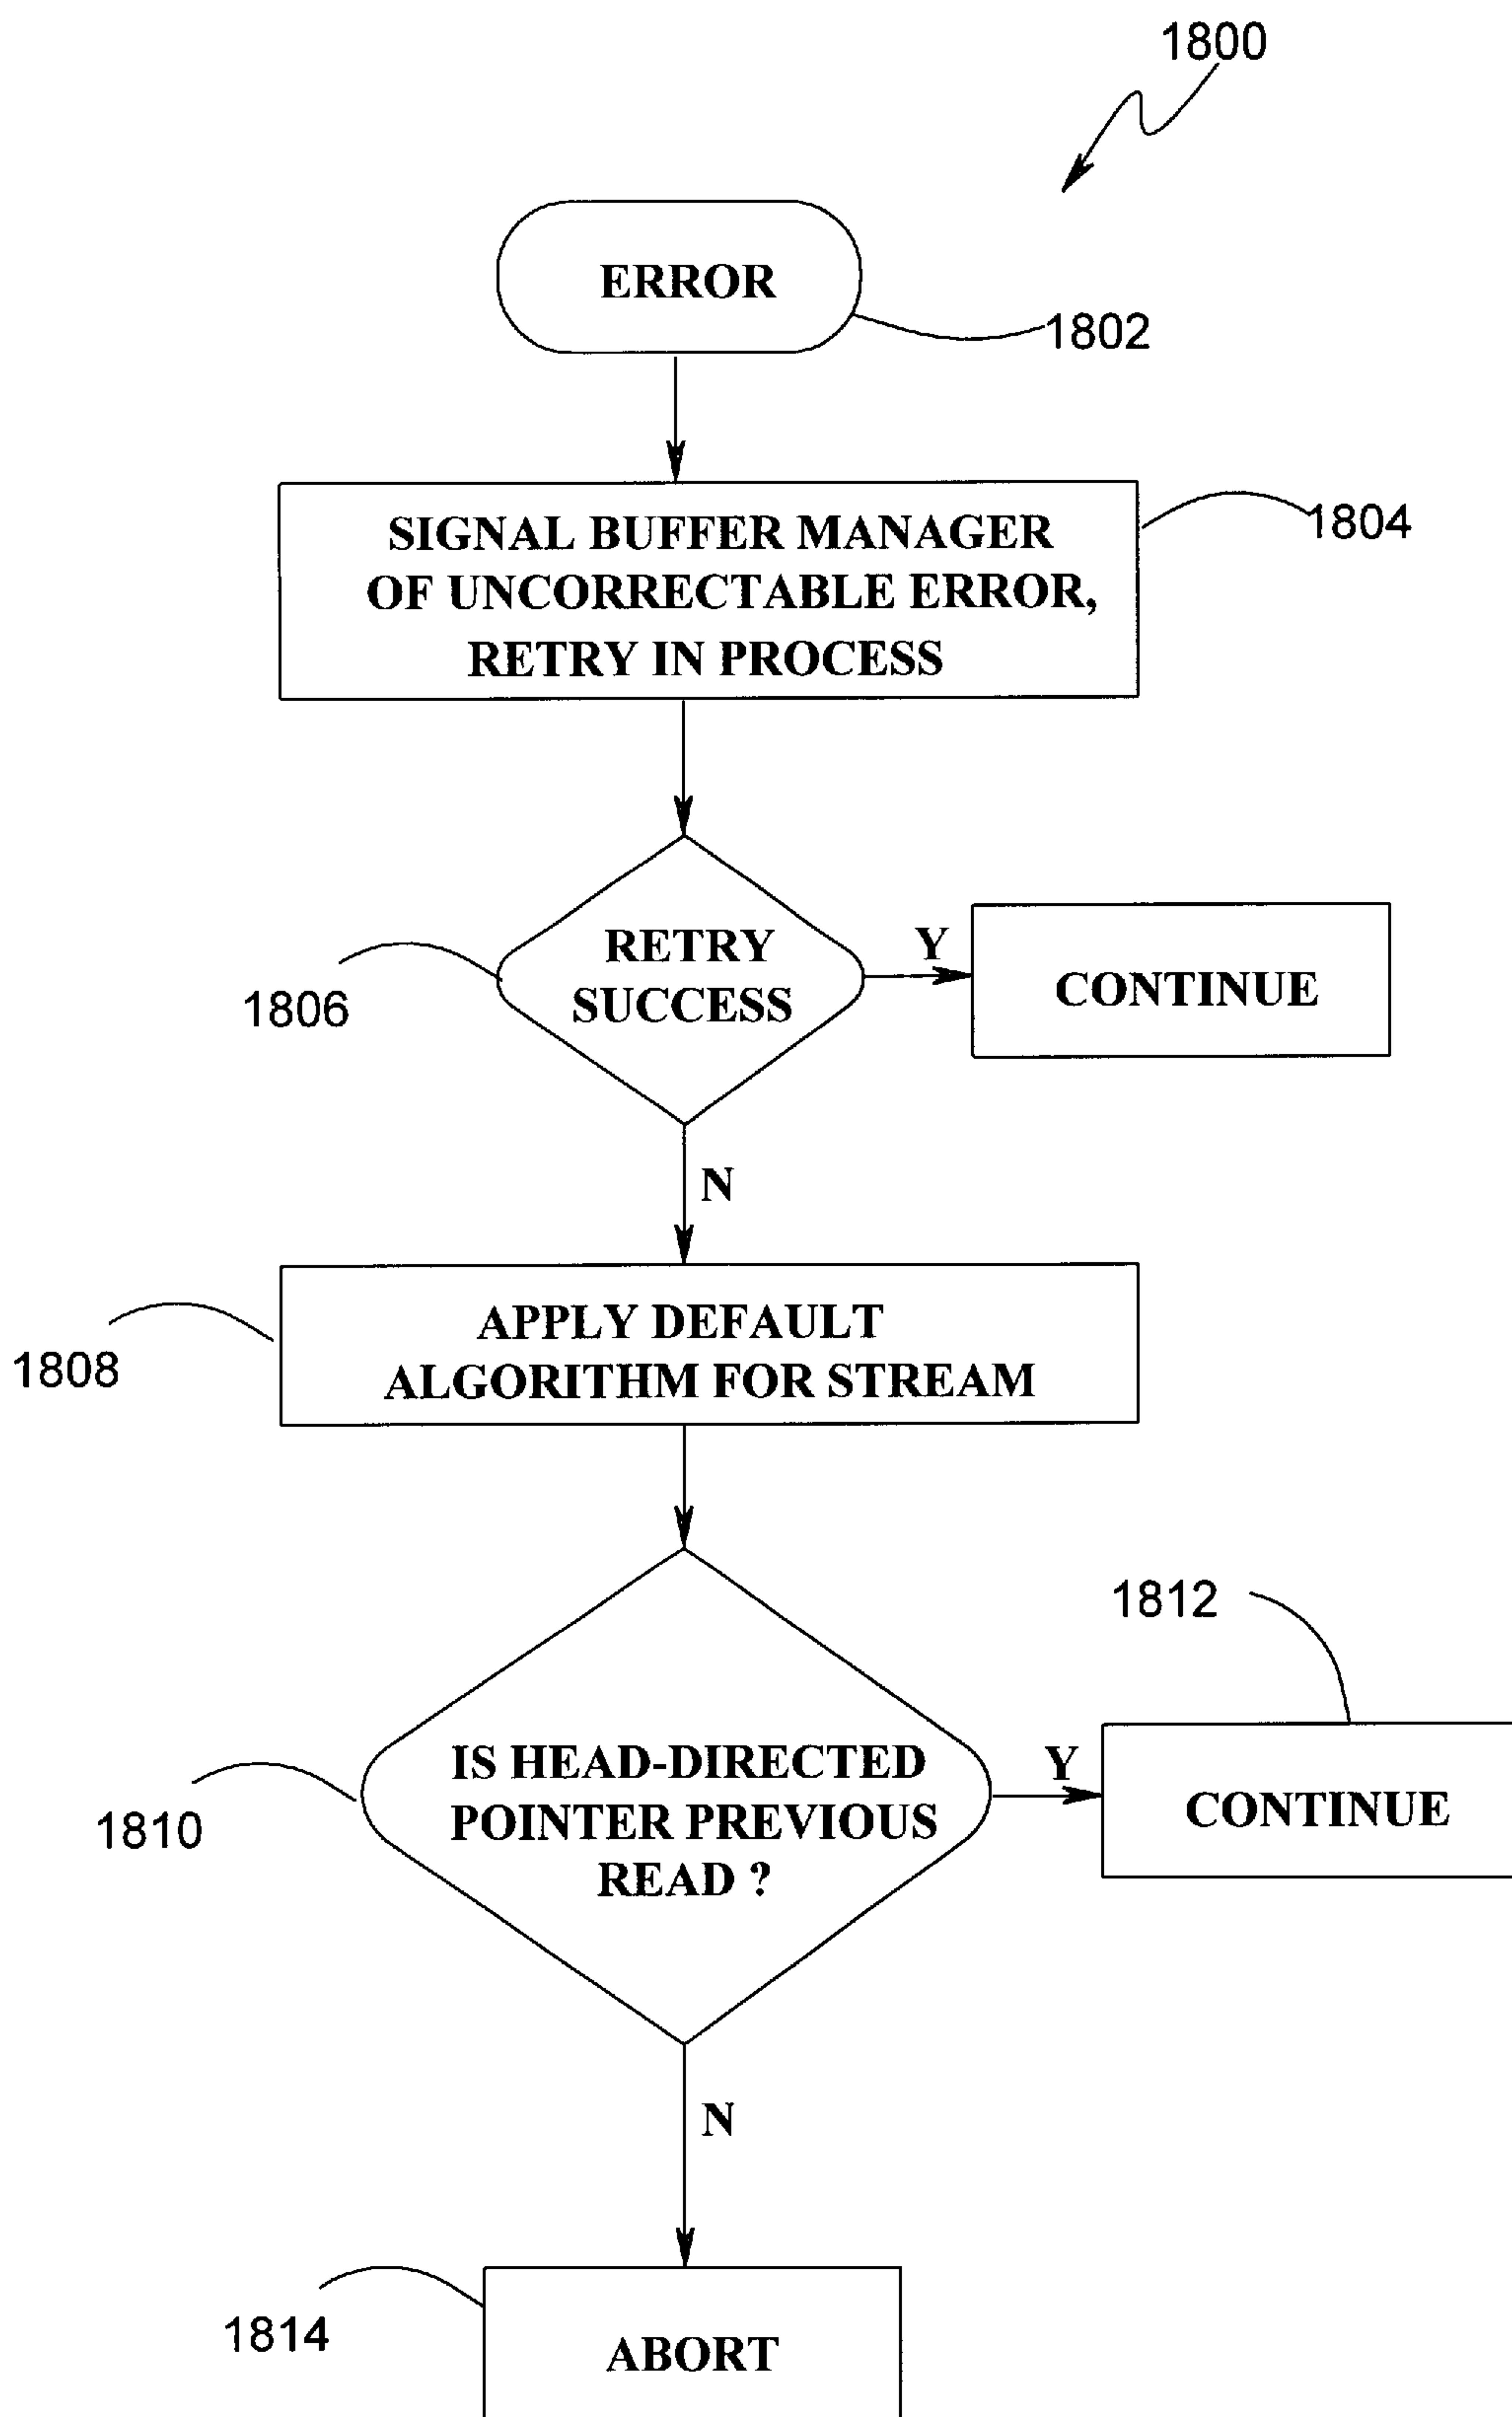 1800
ERROR
1802
SIGNAL BUFFER MANAGER
OF UNCORRECTABLE ERROR,
RETRY IN PROCESS
1804
RETRY
SUCCESS
1806
Y
CONTINUE
N
APPLY DEFAULT
ALGORITHM FOR STREAM
1808
IS HEAD-DIRECTED
POINTER PREVIOUS
READ ?
1810
Y
1812
CONTINUE
N
1814
ABORT